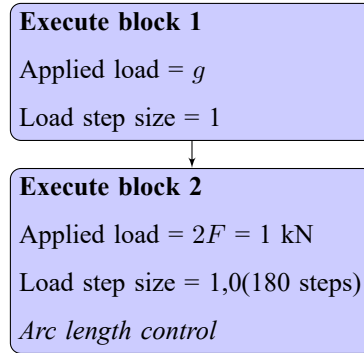 Execute block 1
Applied load = g
Load step size = 1
Execute block 2
Applied load = 2F = 1 kN
Load step size = 1,0(180 steps)
Arc length control